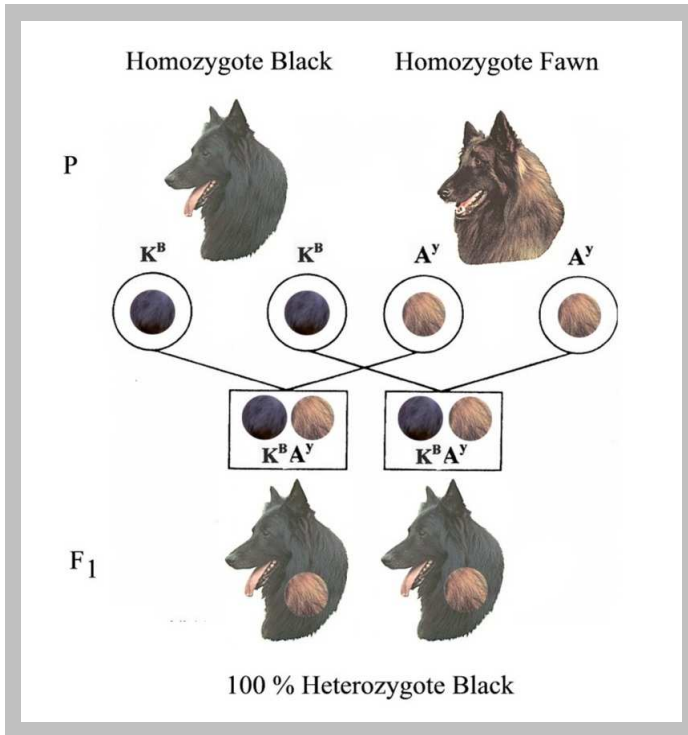 Homozygote Black Homozygote Fawn
P
K^B K^B A^y A^y
K^B A^y K^B A^y
F1
100 % Heterozygote Black